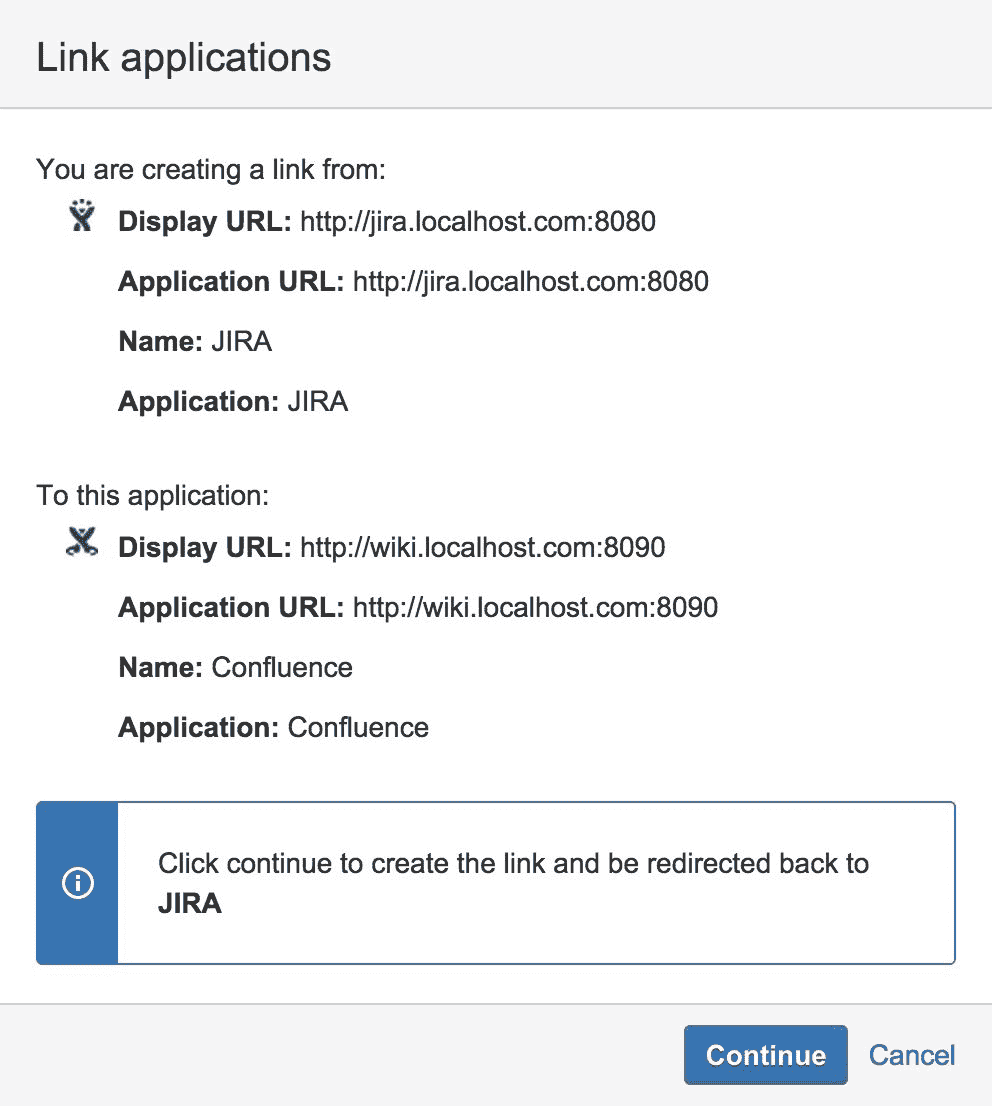 Link applications
You are creating a link from:
Display URL: http://jira.localhost.com:8080
Application URL: http://jira.localhost.com:8080
Name: JIRA
Application: JIRA
To this application:
Display URL: http://wiki.localhost.com:8090
Application URL: http://wiki.localhost.com:8090
Name: Confluence
Application: Confluence
Click continue to create the link and be redirected back to
JIRA
Continue Cancel